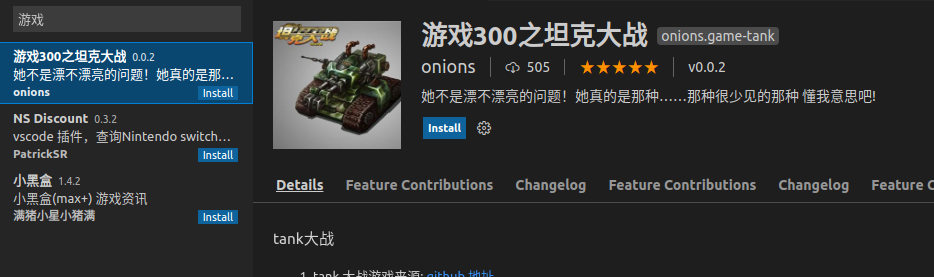 游戏
游戏300之坦克大战 0.0.2
她不是漂不漂亮的问题！她真的是那...
onions Install
NS Discount 0.3.2
vscode 插件，查询Nintendo switch...
PatrickSR Install
小黑盒 1.4.2
小黑盒(max+) 游戏资讯
满猪小星小猪满 Install
坦克大战
游戏300之坦克大战 onions.game-tank
onions 505 ★★★★★ v0.0.2
她不是漂不漂亮的问题！她真的是那种……那种很少见的那种 懂我意思吧!
Install
Details Feature Contributions Changelog Feature Contributions Changelog Feature C
tank大战
1. tank 大战游戏来源: github 地址